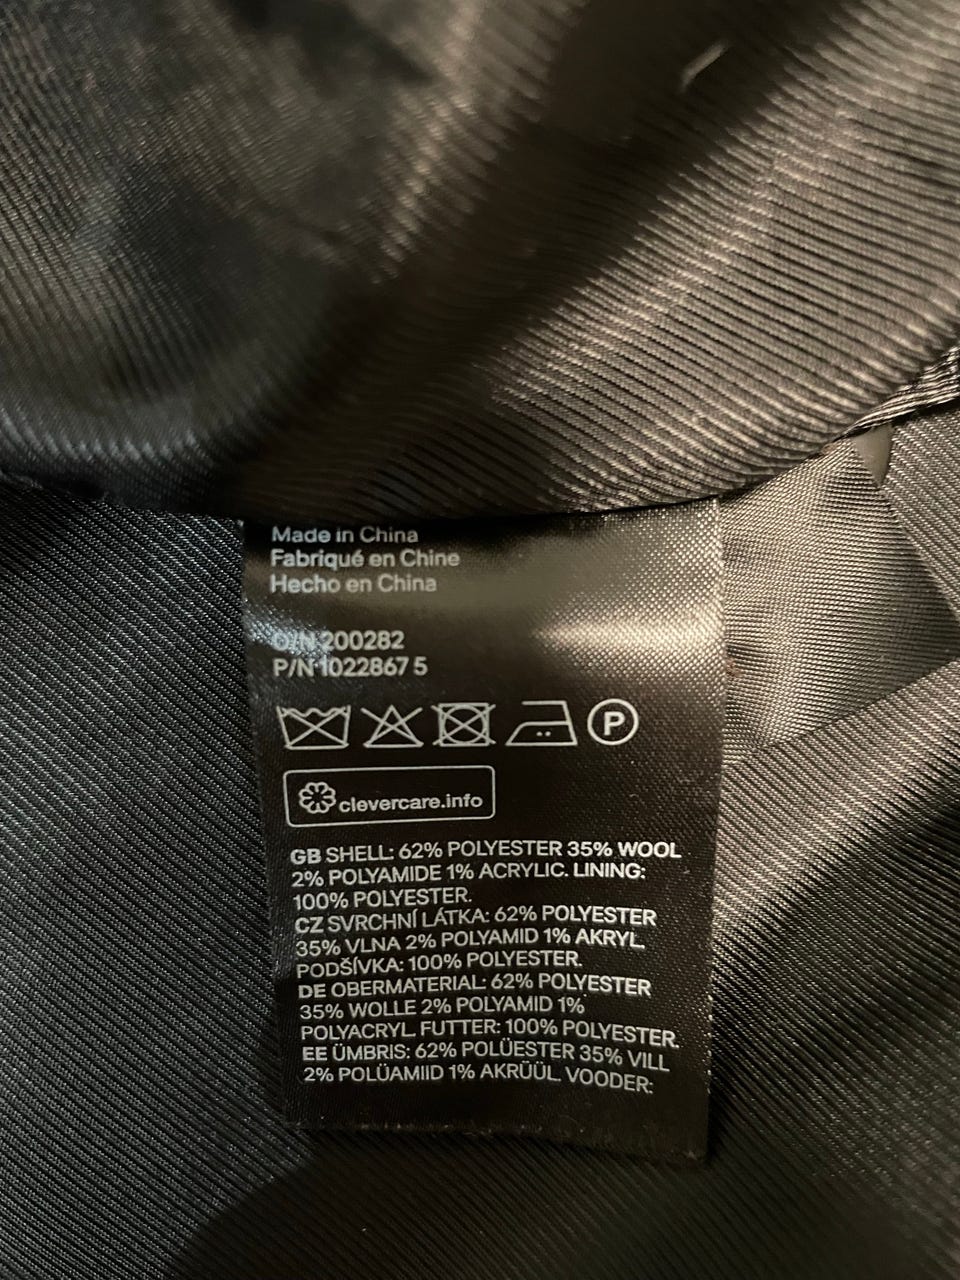 Made in China
Fabriqué en Chine
Hecho en China
O/N 200282
P/N 1022867 5
P
clevercare.info
GB SHELL: 62% POLYESTER 35% WOOL
2% POLYAMIDE 1% ACRYLIC. LINING:
100% POLYESTER.
CZ SVRCHNÍ LÁTKA: 62% POLYESTER
35% VLNA 2% POLYAMID 1% AKRYL.
PODŠÍVKA: 100% POLYESTER.
DE OBERMATERIAL: 62% POLYESTER
35% WOLLE 2% POLYAMID 1%
POLYACRYL. FUTTER: 100% POLYESTER.
EE ÜMBRIS: 62% POLÜESTER 35% VILL
2% POLÜAMIID 1% AKRÜÜL. VOODER: